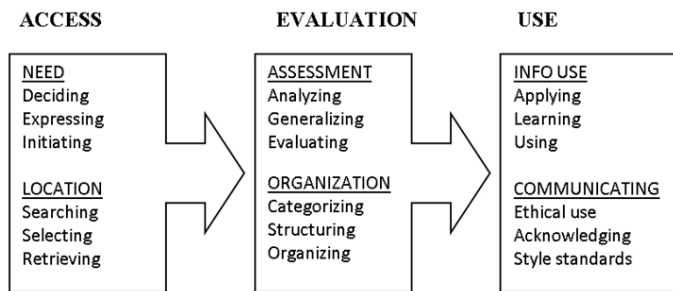 ACCESS
EVALUATION
USE
NEED
Deciding
Expressing
Initiating
LOCATION
Searching
Selecting
Retrieving
ASSESSMENT
Analyzing
Generalizing
Evaluating
ORGANIZATION
Categorizing
Structuring
Organizing
INFO USE
Applying
Learning
Using
COMMUNICATING
Ethical use
Acknowledging
Style standards